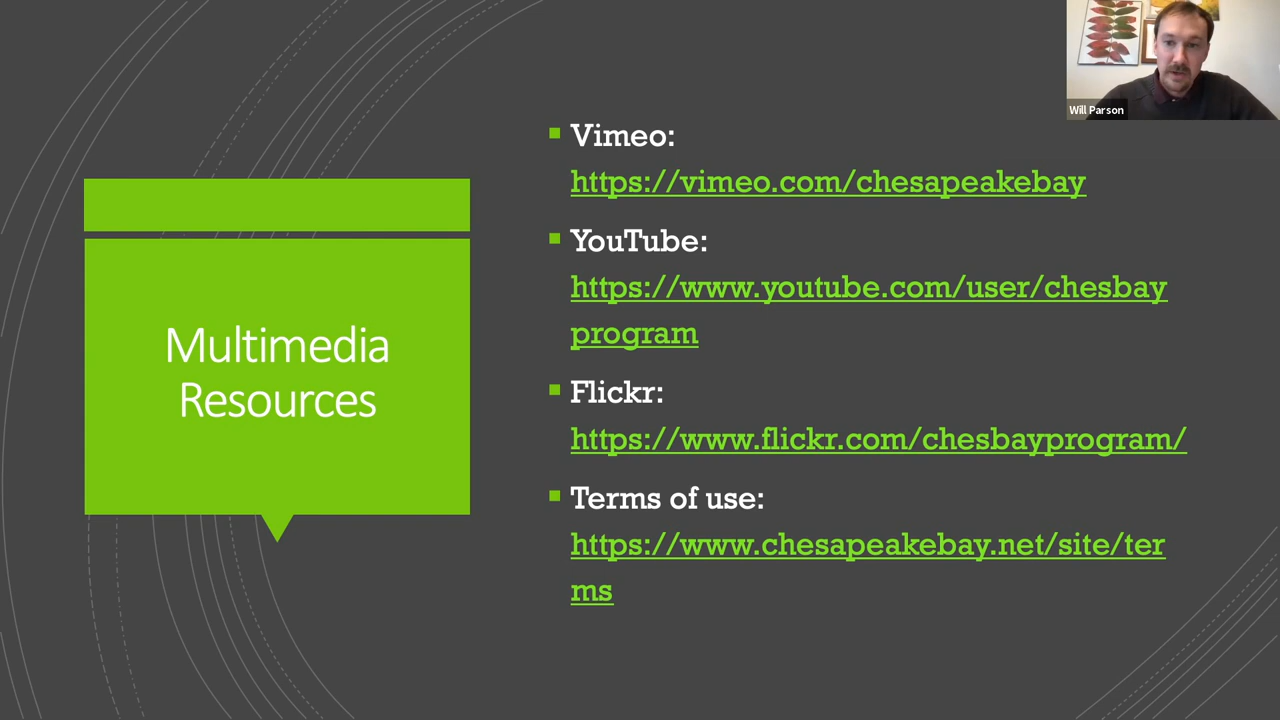 Will Parson
Multimedia
Resources
Vimeo:
https://vimeo.com/chesapeakebay
YouTube:
https://www.youtube.com/user/chesbay
program
Flickr:
https://www.flickr.com/chesbayprogram/
Terms of use:
https://www.chesapeakebay.net/site/ter
ms